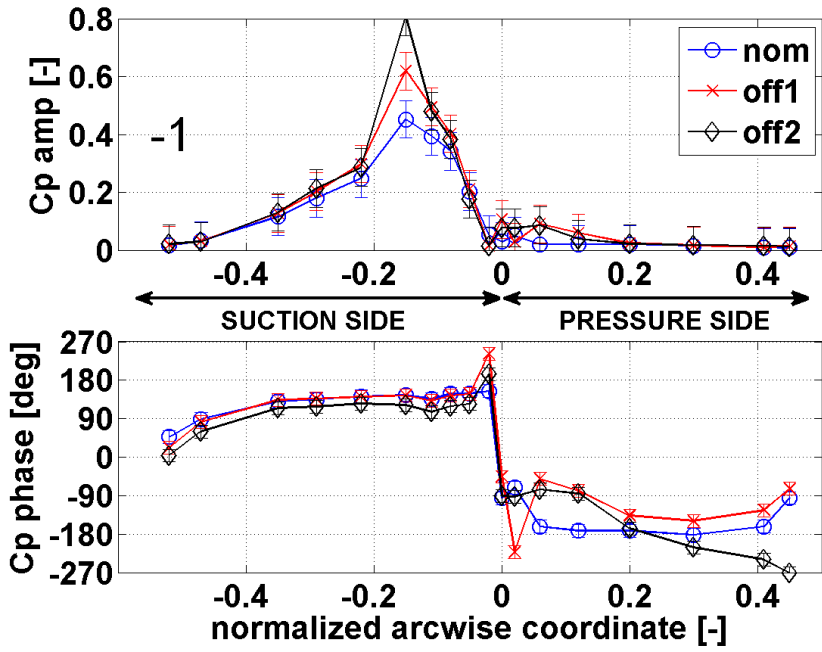 0.8
0.6
0.4
0.2
0
Cp amp [-]
-1
nom
off1
off2
-0.4 -0.2 0 0.2 0.4
SUCTION SIDE PRESSURE SIDE
270
180
90
0
-90
-180
-270
Cp phase [deg]
-0.4 -0.2 0 0.2 0.4
normalized arcwise coordinate [-]